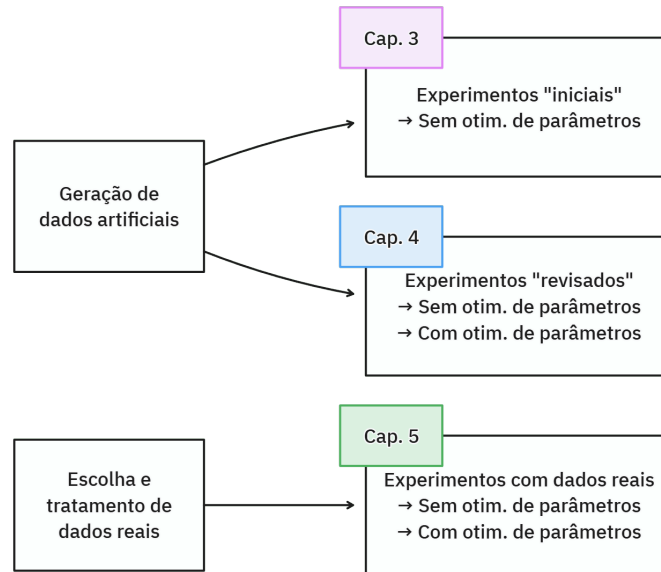 Cap. 3
Experimentos "iniciais"
→ Sem otim. de parâmetros
Geração de
dados artificiais
Cap. 4
Experimentos "revisados"
→ Sem otim. de parâmetros
→ Com otim. de parâmetros
Cap. 5
Escolha e
tratamento de
dados reais
Experimentos com dados reais
→ Sem otim. de parâmetros
→ Com otim. de parâmetros